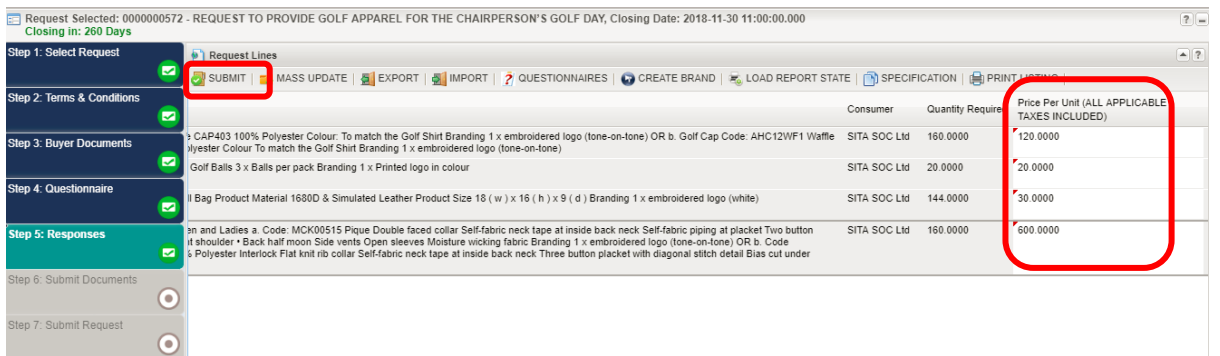 Request Selected: 0000000572 - REQUEST TO PROVIDE GOLF APPAREL FOR THE CHAIRPERSON'S GOLF DAY, Closing Date: 2018-11-30 11:00:00.000
Closing in: 260 Days
Step 1: Select Request
Step 2: Terms & Conditions
Step 3: Buyer Documents
Step 4: Questionnaire
Step 5: Responses
Step 6: Submit Documents
Step 7: Submit Request
Request Lines
SUBMIT | MASS UPDATE | EXPORT | IMPORT | QUESTIONNAIRES | CREATE BRAND | LOAD REPORT STATE | SPECIFICATION | PRINT LISTING |
Consumer Quantity Require Price Per Unit (ALL APPLICABLE
TAXES INCLUDED)
CAP403 100% Polyester Colour: To match the Golf Shirt Branding 1 x embroidered logo (tone-on-tone) OR b. Golf Cap Code: AHC12WF1 Waffle SITA SOC Ltd 160.0000 120.0000
olyester Colour To match the Golf Shirt Branding 1 x embroidered logo (tone-on-tone)
Golf Balls 3 x Balls per pack Branding 1 x Printed logo in colour SITA SOC Ltd 20.0000 20.0000
ll Bag Product Material 1680D & Simulated Leather Product Size 18 ( w ) x 16 ( h ) x 9 ( d ) Branding 1 x embroidered logo (white) SITA SOC Ltd 144.0000 30.0000
en and Ladies a. Code: MCK00515 Pique Double faced collar Self-fabric neck tape at inside back neck Self-fabric piping at placket Two button SITA SOC Ltd 160.0000 600.0000
at shoulder • Back half moon Side vents Open sleeves Moisture wicking fabric Branding 1 x embroidered logo (tone-on-tone) OR b. Code
% Polyester Interlock Flat knit rib collar Self-fabric neck tape at inside back neck Three button placket with diagonal stitch detail Bias cut under